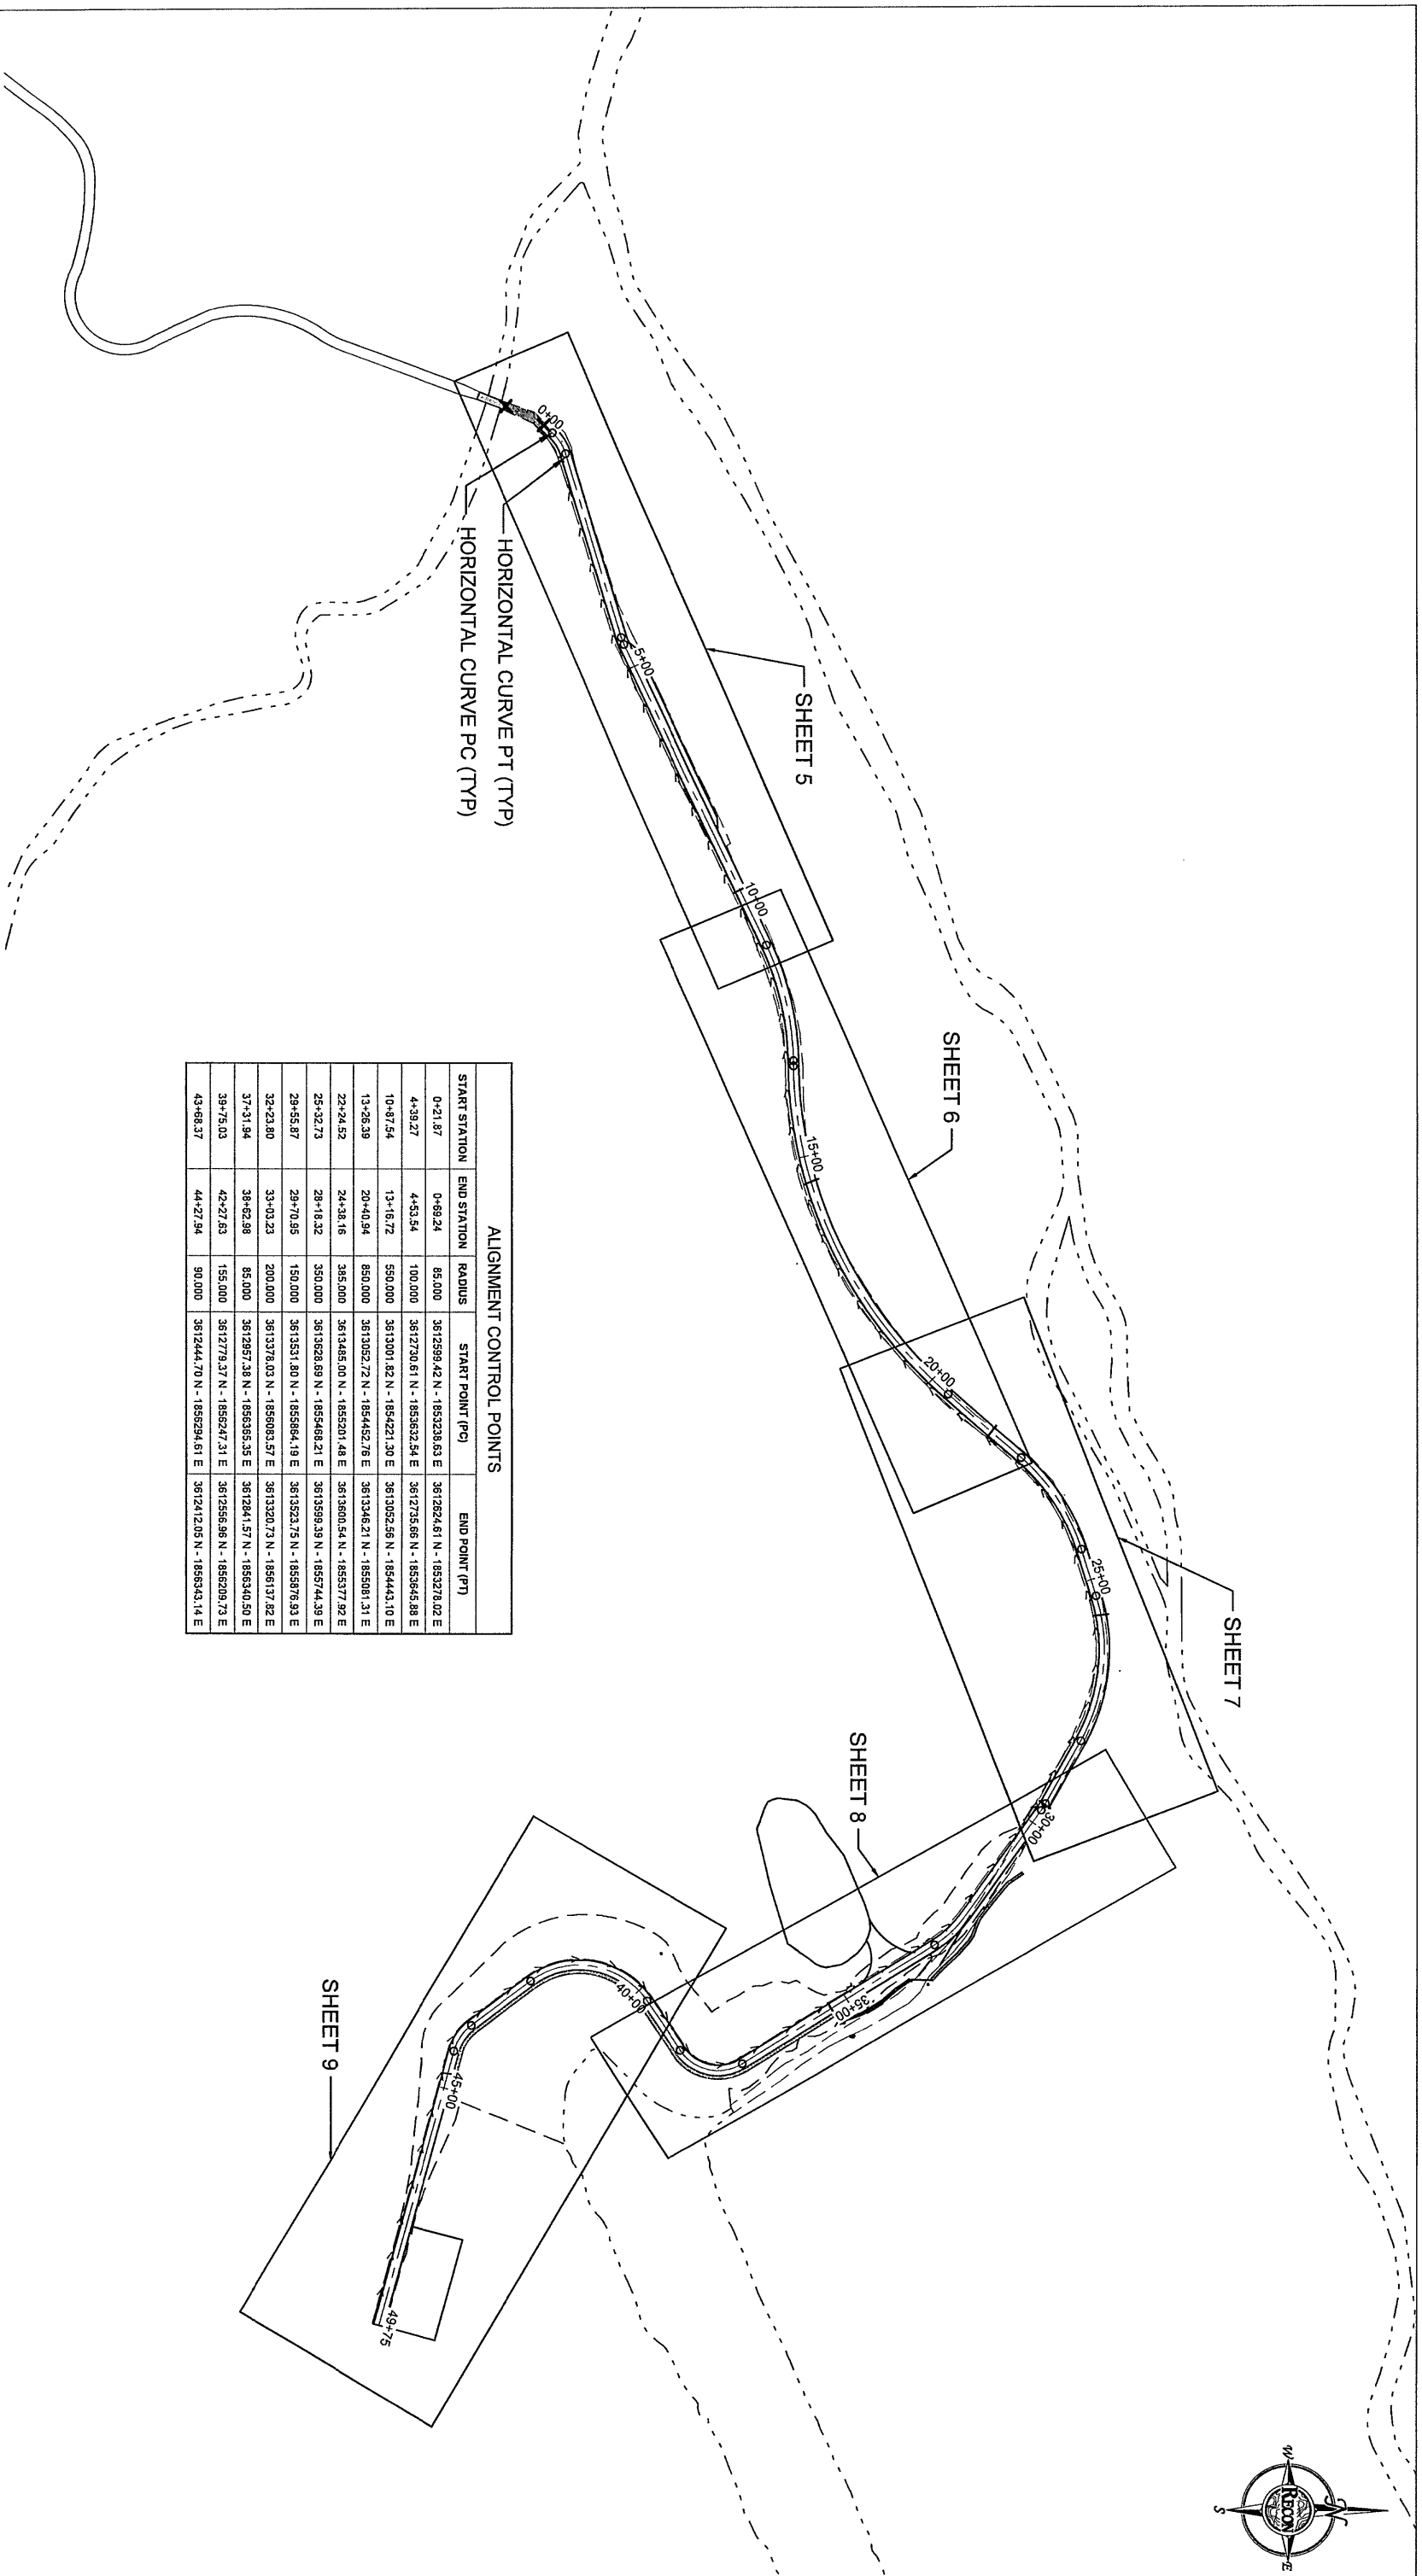 0+00
5+00
10+00
15+00
20+00
25+00
30+00
35+00
40+00
45+00
49+75
HORIZONTAL CURVE PT (TYP)
HORIZONTAL CURVE PC (TYP)
SHEET 5
SHEET 6
SHEET 7
SHEET 8
SHEET 9
N
W
RECON
E
S
ALIGNMENT CONTROL POINTS
START STATION END STATION RADIUS START POINT (PC) END POINT (PT)
0+21.87 0+69.24 85.000 3612599.42 N - 1853238.63 E 3612624.61 N - 1853278.02 E
4+39.27 4+53.54 100.000 3612730.61 N - 1853632.54 E 3612735.66 N - 1853645.88 E
10+87.54 13+16.72 550.000 3613001.82 N - 1854221.30 E 3613052.56 N - 1854443.10 E
13+26.39 20+40.94 850.000 3613052.72 N - 1854452.76 E 3613346.21 N - 1855081.31 E
22+24.52 24+38.16 385.000 3613485.00 N - 1855201.48 E 3613600.54 N - 1855377.92 E
25+32.73 28+18.32 350.000 3613628.69 N - 1855468.21 E 3613599.39 N - 1855744.39 E
29+55.87 29+70.95 150.000 3613531.80 N - 1855864.19 E 3613523.75 N - 1855876.93 E
32+23.80 33+03.23 200.000 3613378.03 N - 1856083.57 E 3613320.73 N - 1856137.82 E
37+31.94 38+62.98 85.000 3612957.38 N - 1856365.35 E 3612841.57 N - 1856340.50 E
39+75.03 42+27.63 155.000 3612779.37 N - 1856247.31 E 3612556.96 N - 1856209.73 E
43+68.37 44+27.94 90.000 3612444.70 N - 1856294.61 E 3612412.05 N - 1856343.14 E